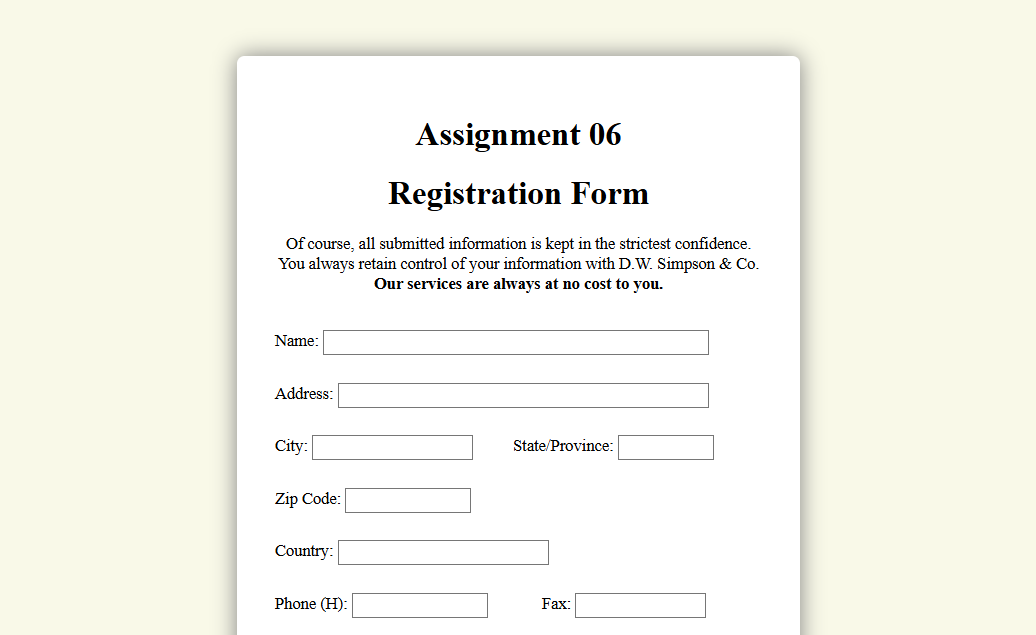 Assignment 06
Registration Form
Of course, all submitted information is kept in the strictest confidence.
You always retain control of your information with D.W. Simpson & Co.
Our services are always at no cost to you.
Name:
Address:
City: State/Province:
Zip Code:
Country:
Phone (H): Fax: